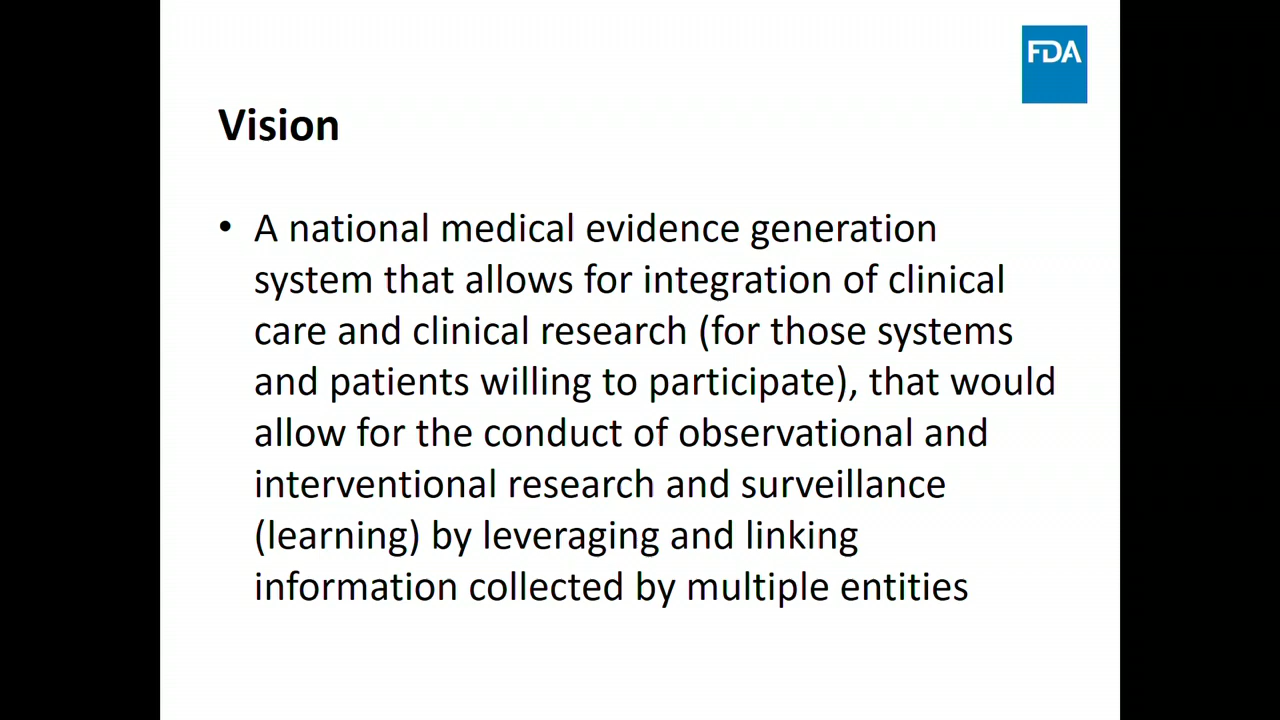 FDA
Vision
• A national medical evidence generation
system that allows for integration of clinical
care and clinical research (for those systems
and patients willing to participate), that would
allow for the conduct of observational and
interventional research and surveillance
(learning) by leveraging and linking
information collected by multiple entities